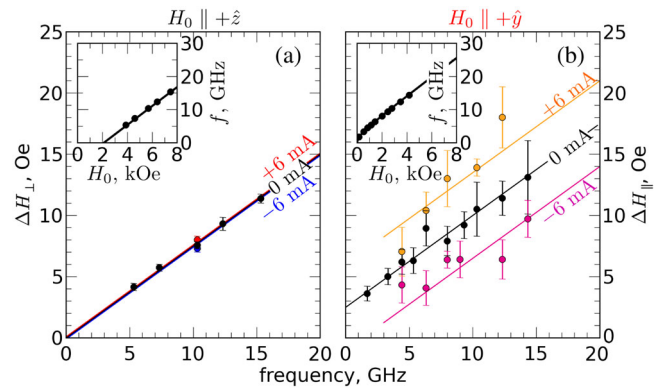 H₀ ∥ +ẑ
H₀ ∥ +ŷ
(a)
(b)
25
20
15
10
5
0
ΔH⊥, Oe
0
5
10
15
20
30
20
10
0
f, GHz
0
2
4
6
8
H₀, kOe
+6 mA
0 mA
−6 mA
0
5
10
15
20
30
20
10
0
f, GHz
0
2
4
6
8
H₀, kOe
+6 mA
0 mA
−6 mA
25
20
15
10
5
0
ΔH∥, Oe
frequency, GHz